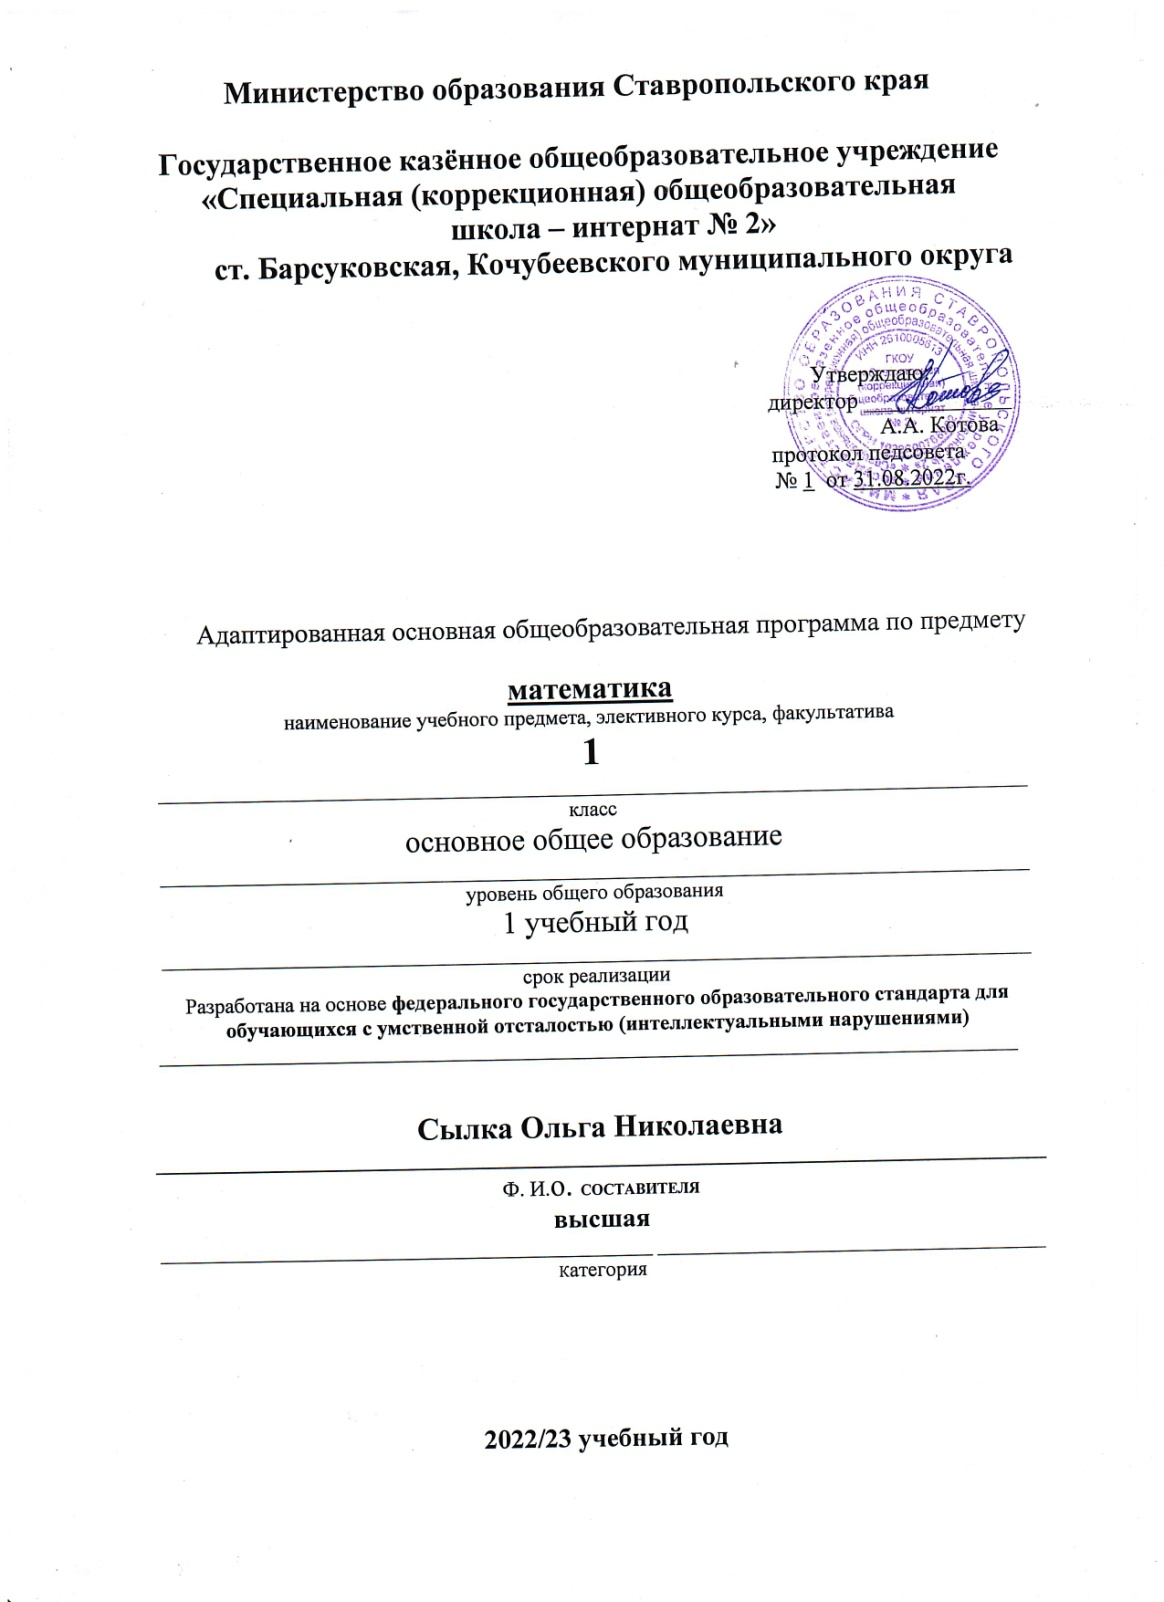 Министерство образования Ставропольского края
Государственное казённое общеобразовательное учреждение
«Специальная (коррекционная) общеобразовательная
школа – интернат № 2»
ст. Барсуковская, Кочубеевского муниципального округа
Утверждаю:
директор
А.А. Котова
протокол педсовета
№ 1 от 31.08.2022г.
ГКОУ
ИНН 2610005613
Адаптированная основная общеобразовательная программа по предмету
математика
наименование учебного предмета, элективного курса, факультатива
1
класс
основное общее образование
уровень общего образования
1 учебный год
срок реализации
Разработана на основе федерального государственного образовательного стандарта для
обучающихся с умственной отсталостью (интеллектуальными нарушениями)
Сылка Ольга Николаевна
Ф. И.О. СОСТАВИТЕЛЯ
высшая
категория
2022/23 учебный год